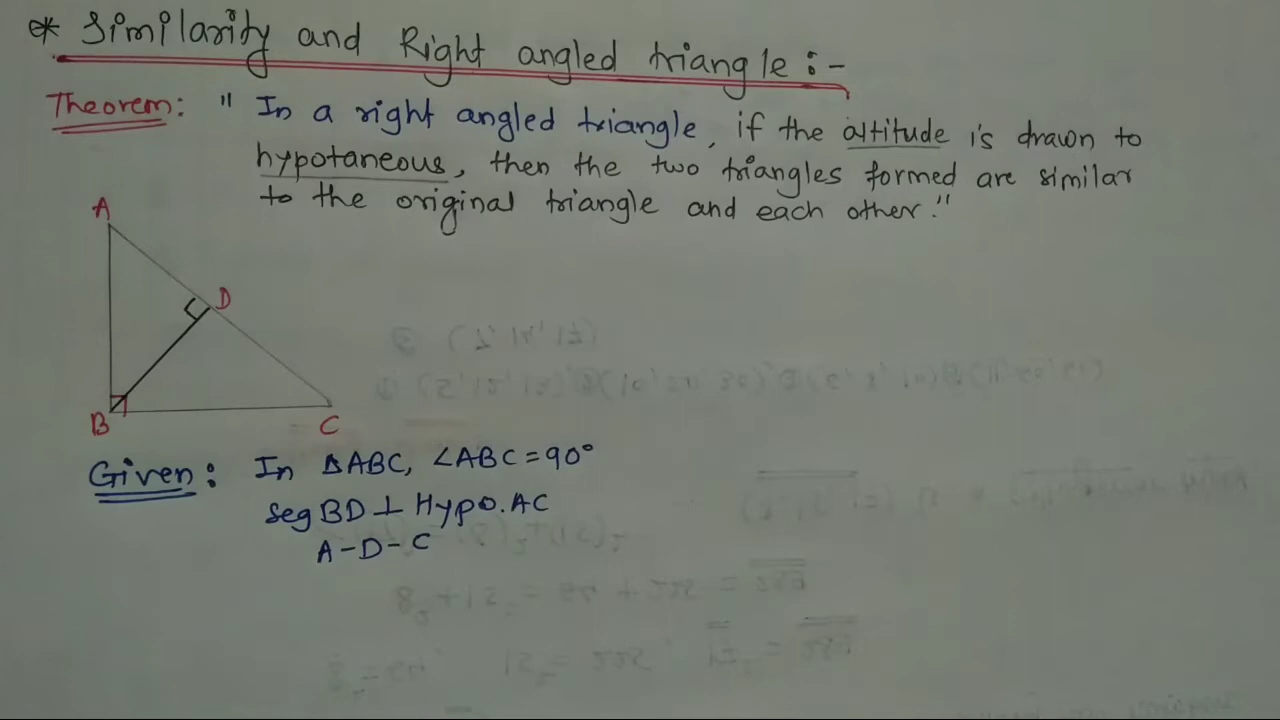 * Similarity and Right angled triangle :-
Theorem: " In a right angled triangle, if the altitude is drawn to
hypotaneous, then the two triangles formed are similar
to the original triangle and each other."
A
D
B
C
Given: In ΔABC, ∠ABC = 90°
seg BD ⊥ Hypo. AC
A-D-C